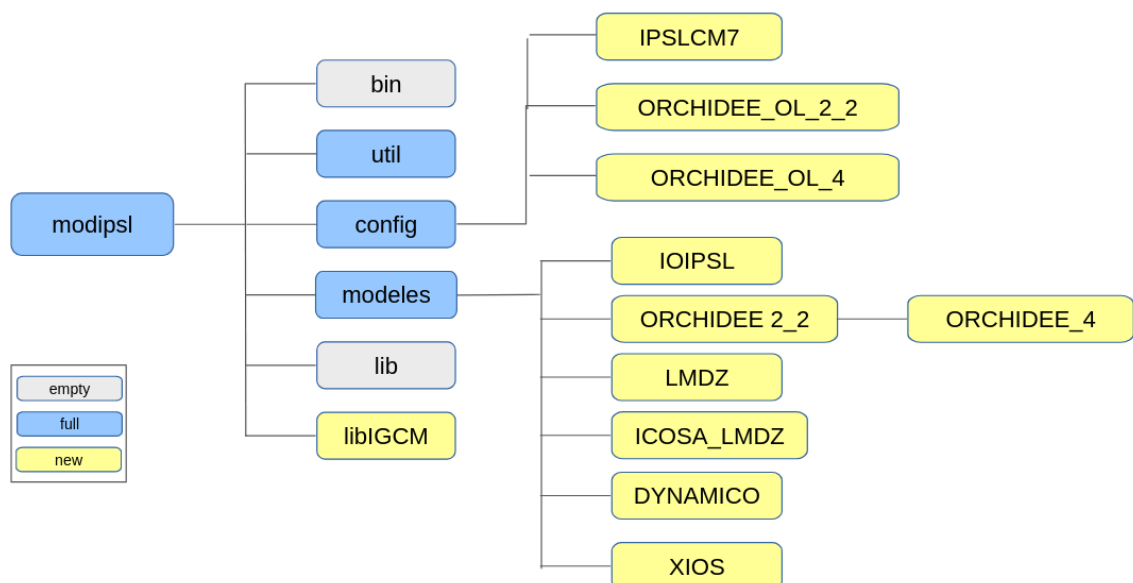 IPSLCM7
bin
ORCHIDEE_OL_2_2
util
ORCHIDEE_OL_4
modipsl
config
IOIPSL
modeles
ORCHIDEE 2_2
ORCHIDEE_4
lib
LMDZ
empty
full
new
libIGCM
ICOSA_LMDZ
DYNAMICO
XIOS